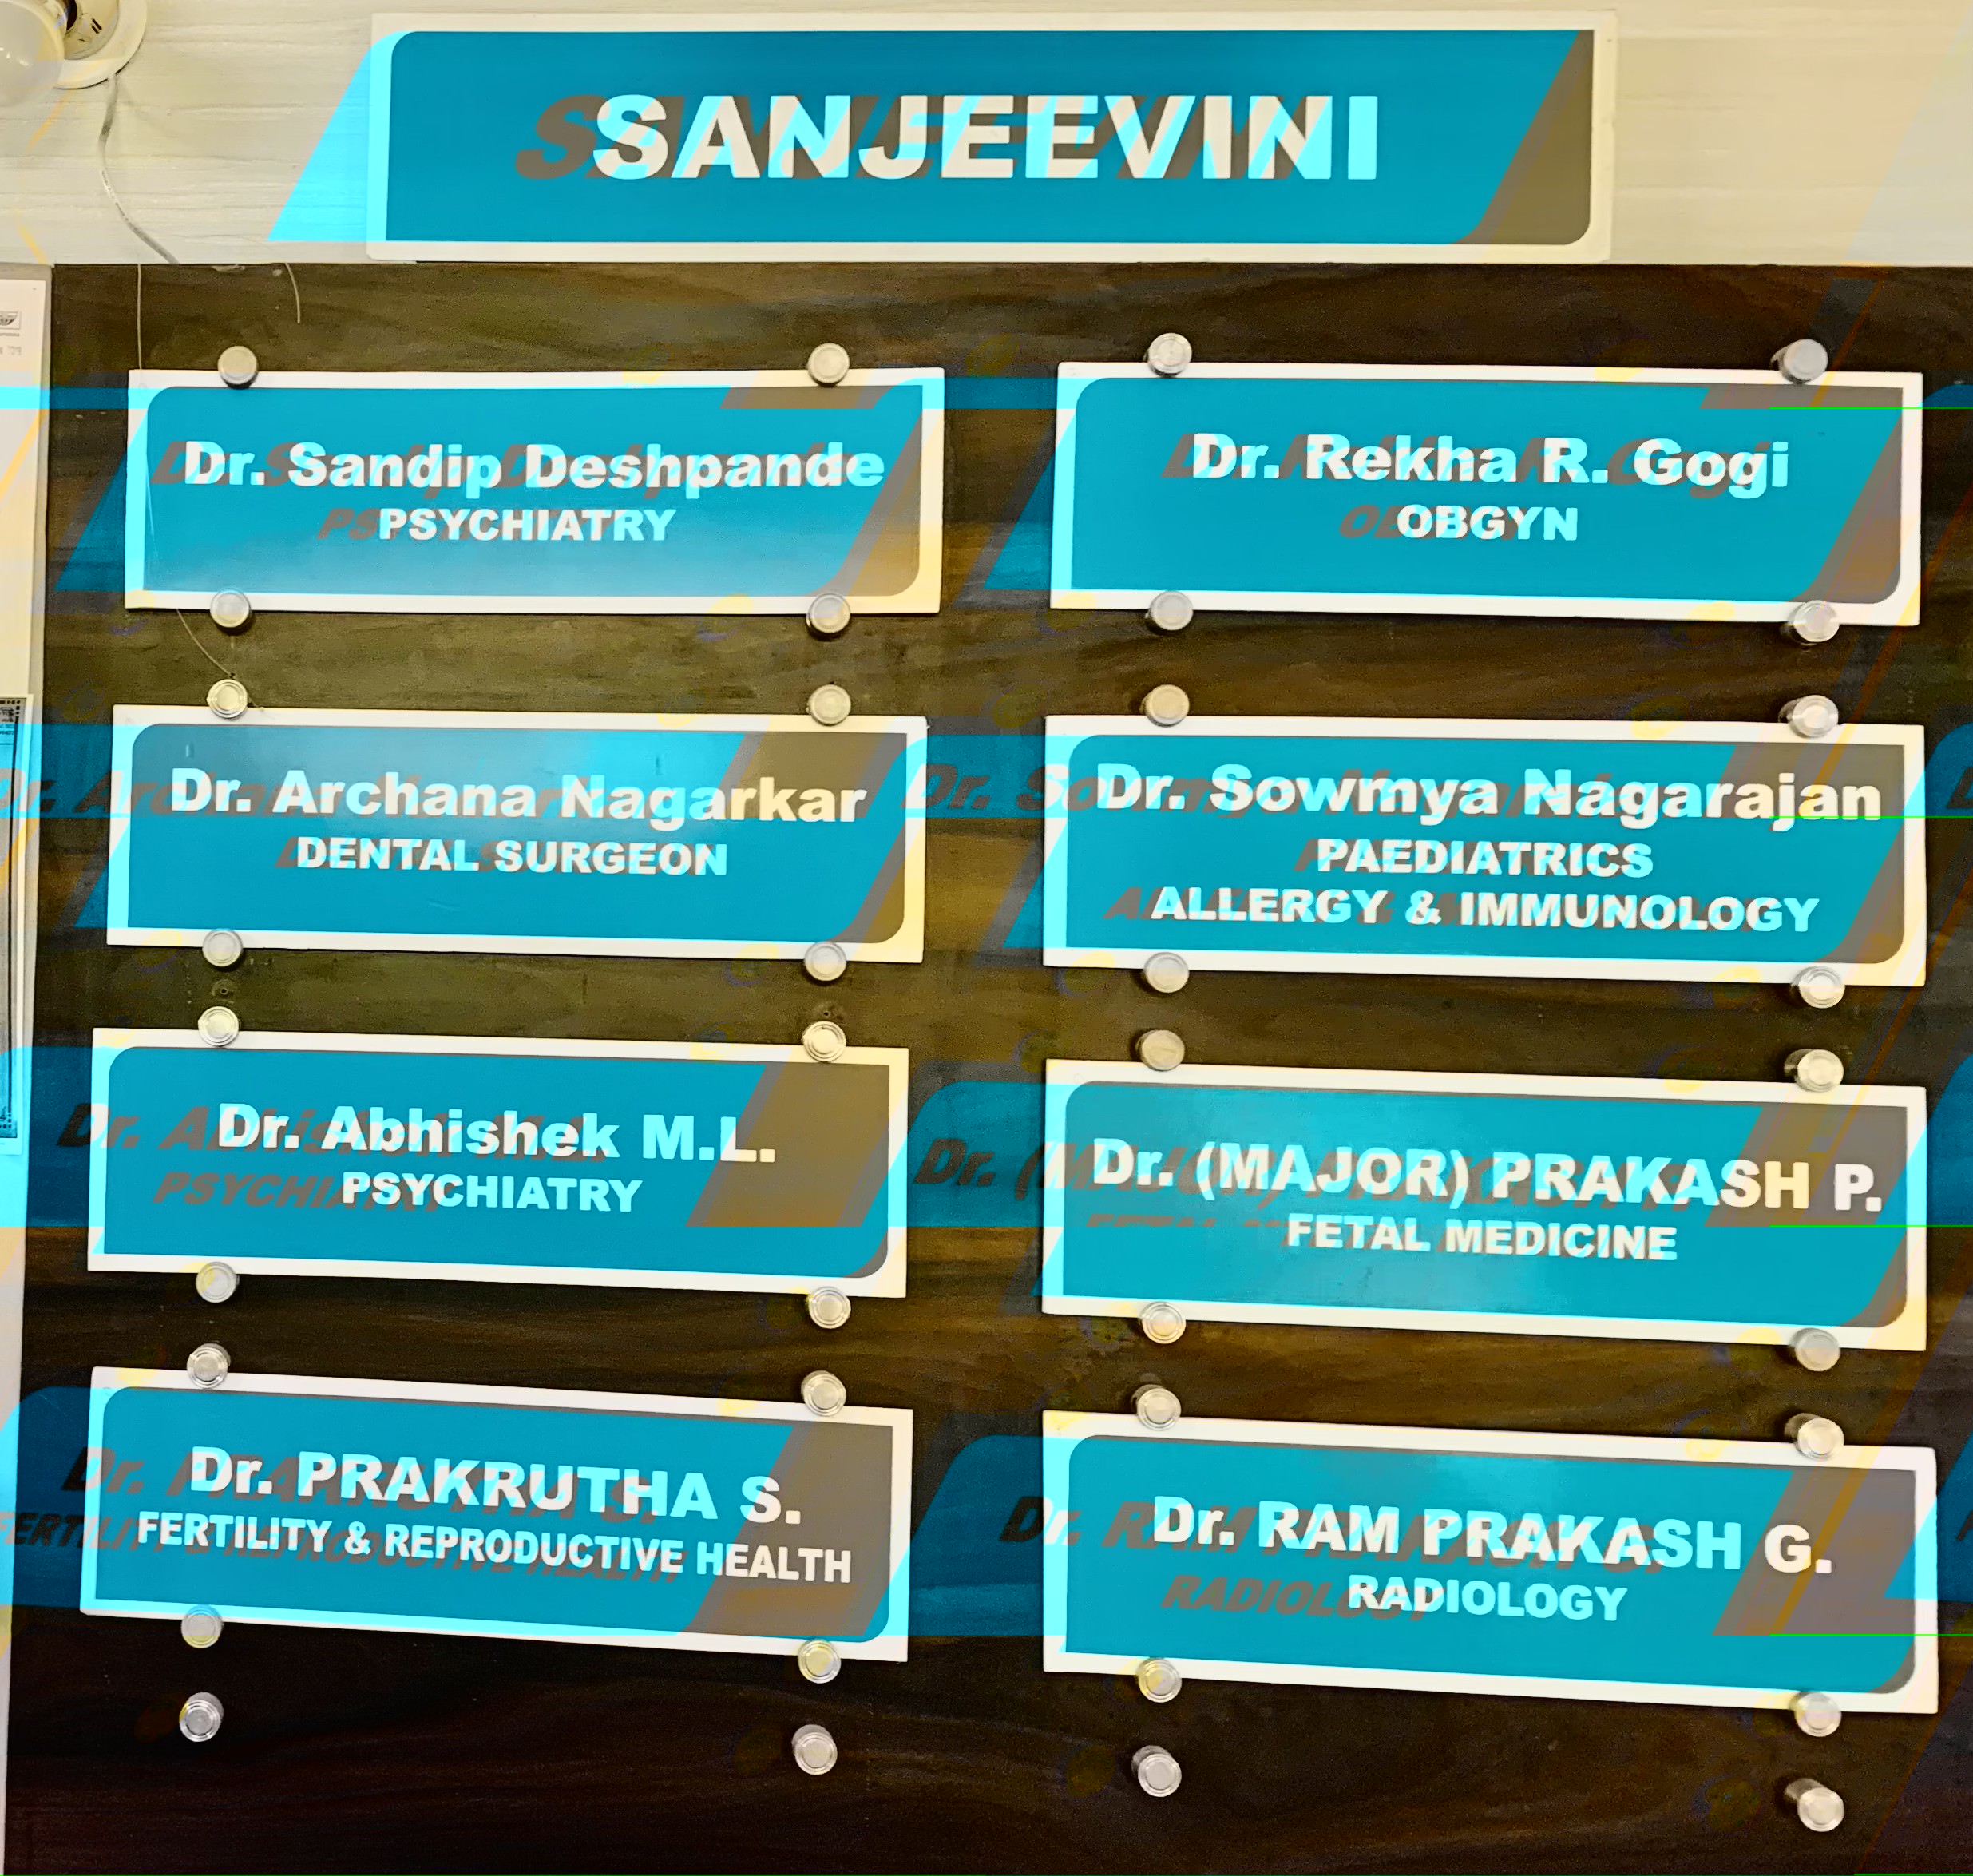 SANJEEVINI
Dr. Sandip Deshpande
PSYCHIATRY
Dr. Rekha R. Gogi
OBGYN
Dr. Archana Nagarkar
DENTAL SURGEON
Dr. Sowmya Nagarajan
PAEDIATRICS
ALLERGY & IMMUNOLOGY
Dr. Abhishek M.L.
PSYCHIATRY
Dr. (MAJOR) PRAKASH P.
FETAL MEDICINE
Dr. PRAKRUTHA S.
FERTILITY & REPRODUCTIVE HEALTH
Dr. RAM PRAKASH G.
RADIOLOGY